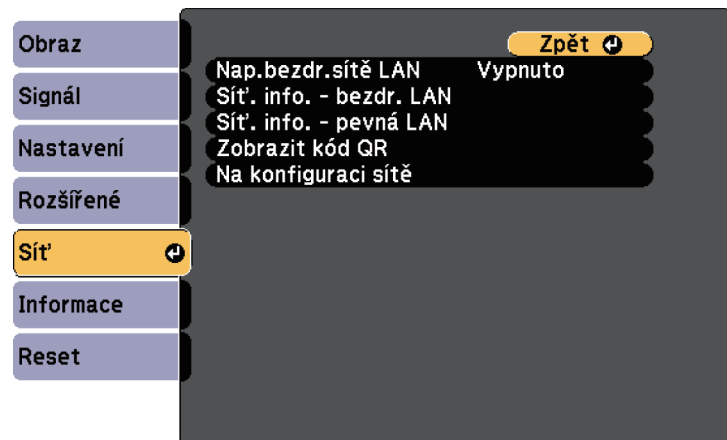 Obraz
Signál
Nastavení
Rozšířené
Síť
Informace
Reset
Zpět
Nap.bezdr.sítě LAN Vypnuto
Síť. info. - bezdr. LAN
Síť. info. - pevná LAN
Zobrazit kód QR
Na konfiguraci sítě